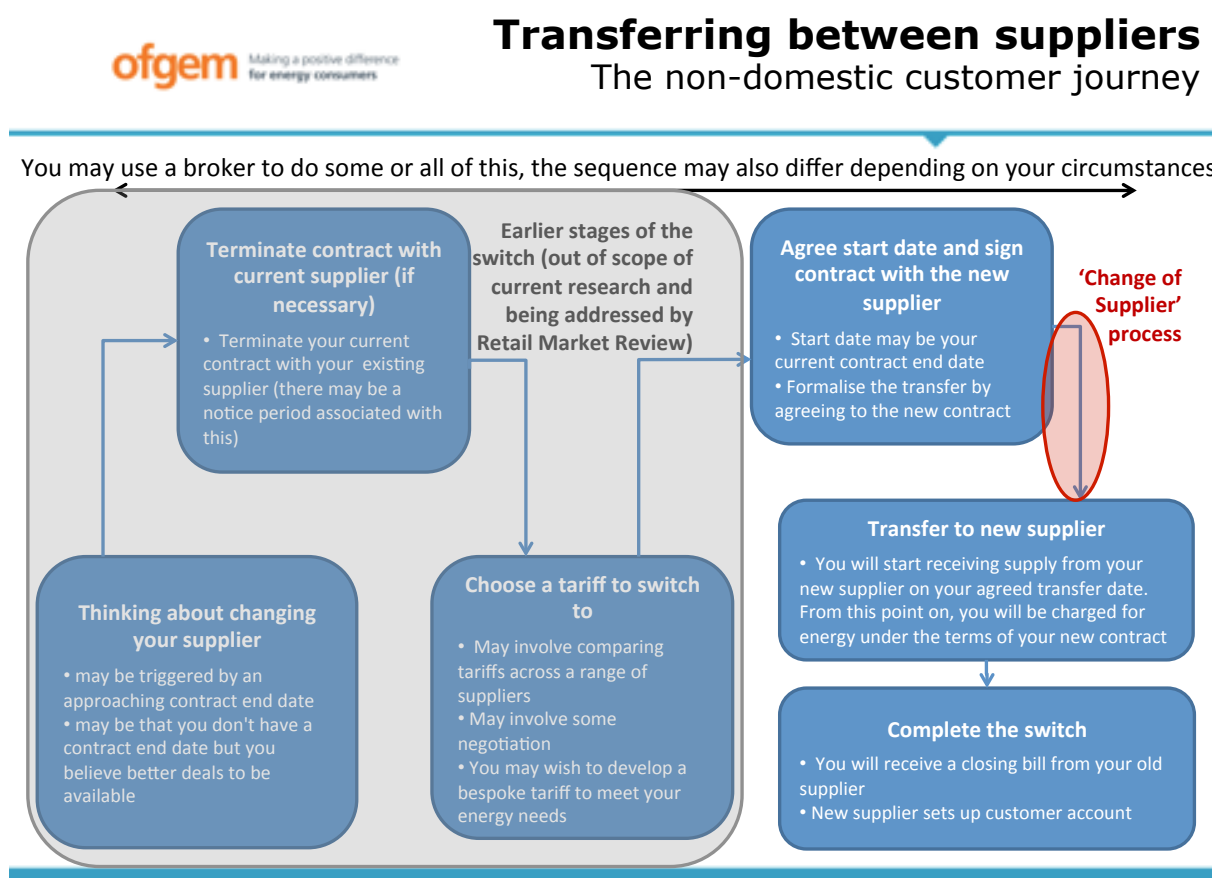 ofgem
Making a positive difference
for energy consumers
Transferring between suppliers
The non-domestic customer journey
You may use a broker to do some or all of this, the sequence may also differ depending on your circumstances
Terminate contract with
current supplier (if
necessary)
• Terminate your current
contract with your existing
supplier (there may be a
notice period associated with
this)
Earlier stages of the
switch (out of scope of
current research and
being addressed by
Retail Market Review)
Agree start date and sign
contract with the new
supplier
• Start date may be your
current contract end date
• Formalise the transfer by
agreeing to the new contract
‘Change of
Supplier’
process
Thinking about changing
your supplier
• may be triggered by an
approaching contract end date
• may be that you don't have a
contract end date but you
believe better deals to be
available
Choose a tariff to switch
to
• May involve comparing
tariffs across a range of
suppliers
• May involve some
negotiation
• You may wish to develop a
bespoke tariff to meet your
energy needs
Transfer to new supplier
• You will start receiving supply from your
new supplier on your agreed transfer date.
From this point on, you will be charged for
energy under the terms of your new contract
Complete the switch
• You will receive a closing bill from your old
supplier
• New supplier sets up customer account